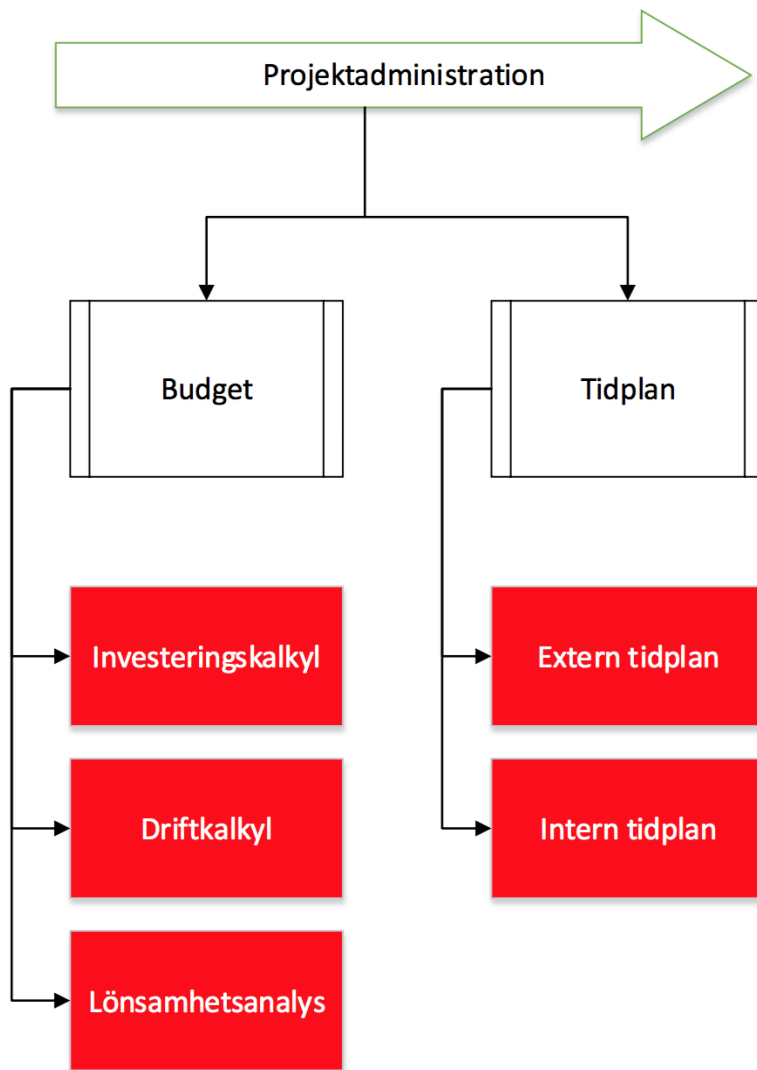 Projektadministration
Budget
Tidplan
Investeringskalkyl
Extern tidplan
Driftkalkyl
Intern tidplan
Lönsamhetsanalys